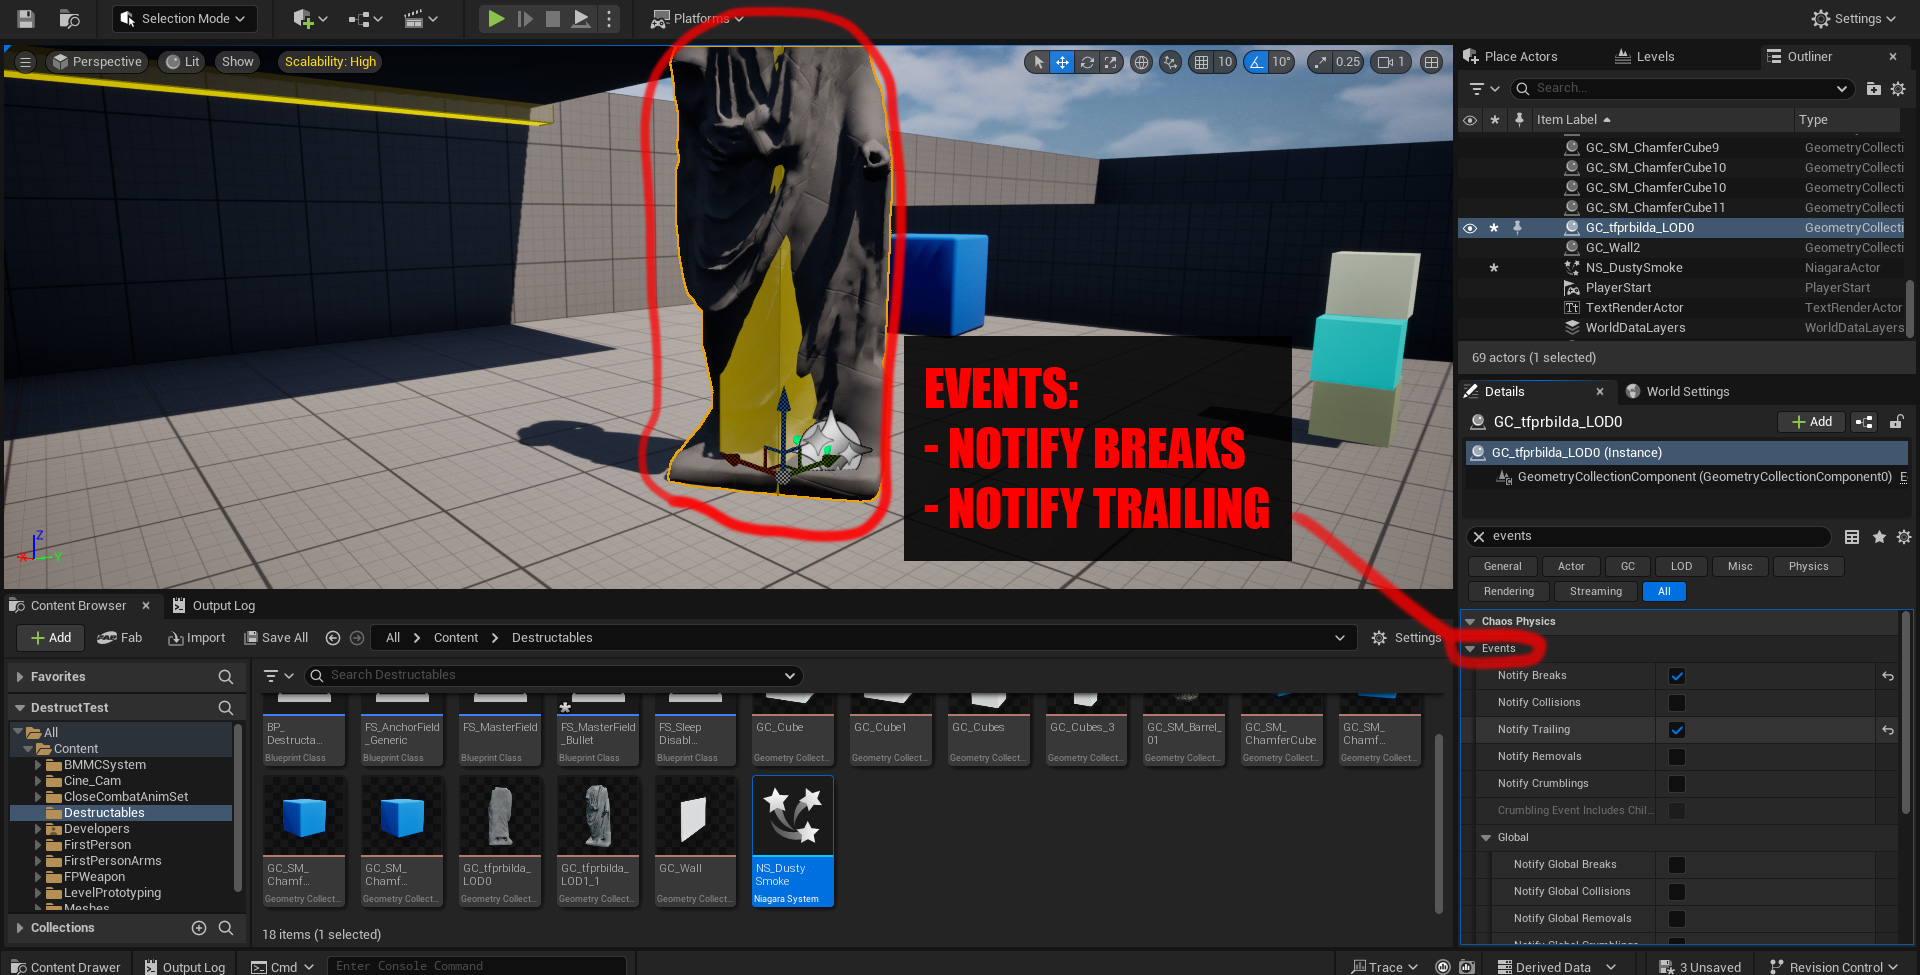 Selection Mode
Platforms
Settings
Perspective
Lit
Show
Scalability: High
10
10°
0.25
1
Place Actors
Levels
Outliner
Search...
Item Label
Type
GC_SM_ChamferCube9 GeometryCollecti
GC_SM_ChamferCube10 GeometryCollecti
GC_SM_ChamferCube10 GeometryCollecti
GC_SM_ChamferCube11 GeometryCollecti
GC_tfprbilda_LOD0 GeometryCollecti
GC_Wall2 GeometryCollecti
NS_DustySmoke NiagaraActor
PlayerStart PlayerStart
TextRenderActor TextRenderActor
WorldDataLayers WorldDataLayers
69 actors (1 selected)
EVENTS:
- NOTIFY BREAKS
- NOTIFY TRAILING
Z
X
Y
Details
World Settings
GC_tfprbilda_LOD0
Add
GC_tfprbilda_LOD0 (Instance)
GeometryCollectionComponent (GeometryCollectionComponent0) E
events
General
Actor
GC
LOD
Misc
Physics
Rendering
Streaming
All
Chaos Physics
Events
Notify Breaks
Notify Collisions
Notify Trailing
Notify Removals
Notify Crumblings
Crumbling Event Includes Chil...
Global
Notify Global Breaks
Notify Global Collisions
Notify Global Removals
Notify Global Crumblings
Content Browser
Output Log
Add
Fab
Import
Save All
All
Content
Destructables
Settings
Favorites
DestructTest
All
Content
BMMCSystem
Cine_Cam
CloseCombatAnimSet
Destructables
Developers
FirstPerson
FirstPersonArms
FPWeapon
LevelPrototyping
Meshes
Collections
Search Destructables
BP_
Destructa...
Blueprint Class
FS_AnchorField
_Generic
Blueprint Class
FS_MasterField
Blueprint Class
FS_MasterField
_Bullet
Blueprint Class
FS_Sleep
Disabl...
Blueprint Class
GC_Cube
Geometry Collect...
GC_Cube1
Geometry Collect...
GC_Cubes
Geometry Collect...
GC_Cubes_3
Geometry Collect...
GC_SM_Barrel_
01
Geometry Collect...
GC_SM_
ChamferCube
Geometry Collect...
GC_SM_
Chamf...
Geometry Collect...
GC_SM_
Chamf...
Geometry Collect...
GC_SM_
Chamf...
Geometry Collect...
GC_tfprbilda_
LOD0
Geometry Collect...
GC_tfprbilda_
LOD1_1
Geometry Collect...
GC_Wall
Geometry Collect...
NS_Dusty
Smoke
Niagara System
18 items (1 selected)
Content Drawer
Output Log
Cmd
Enter Console Command
Trace
Derived Data
3 Unsaved
Revision Control